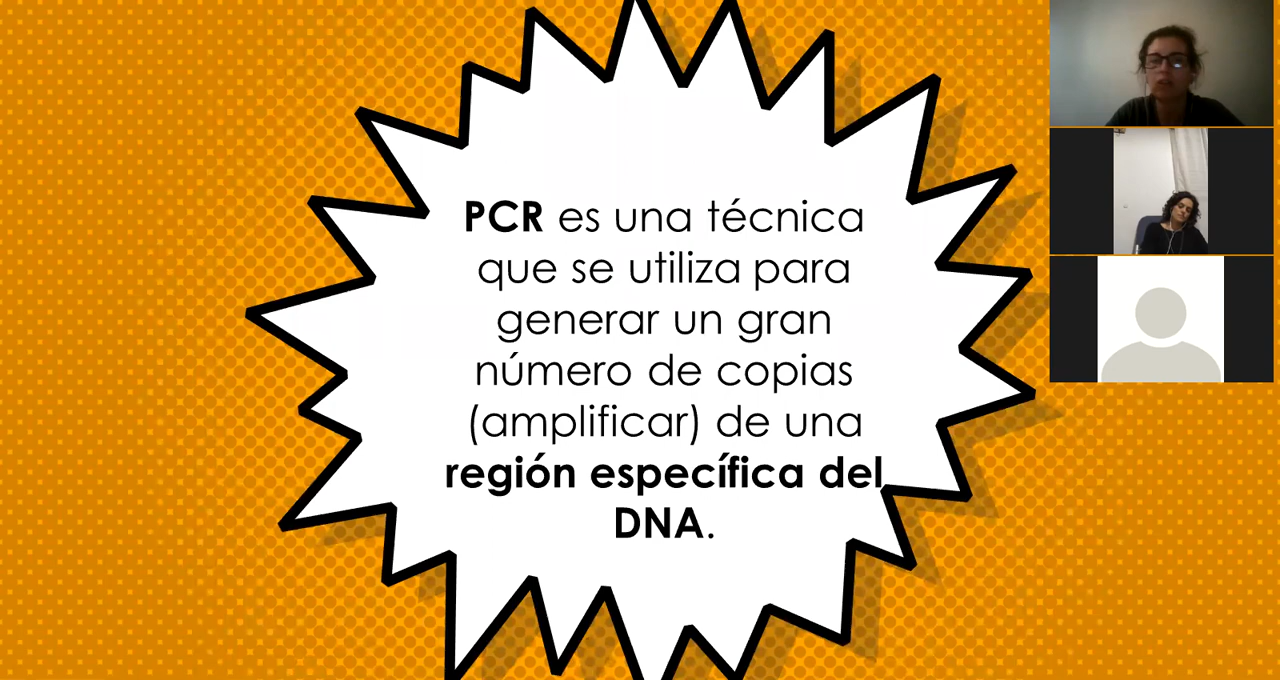 PCR es una técnica
que se utiliza para
generar un gran
número de copias
(amplificar) de una
región específica del
DNA.